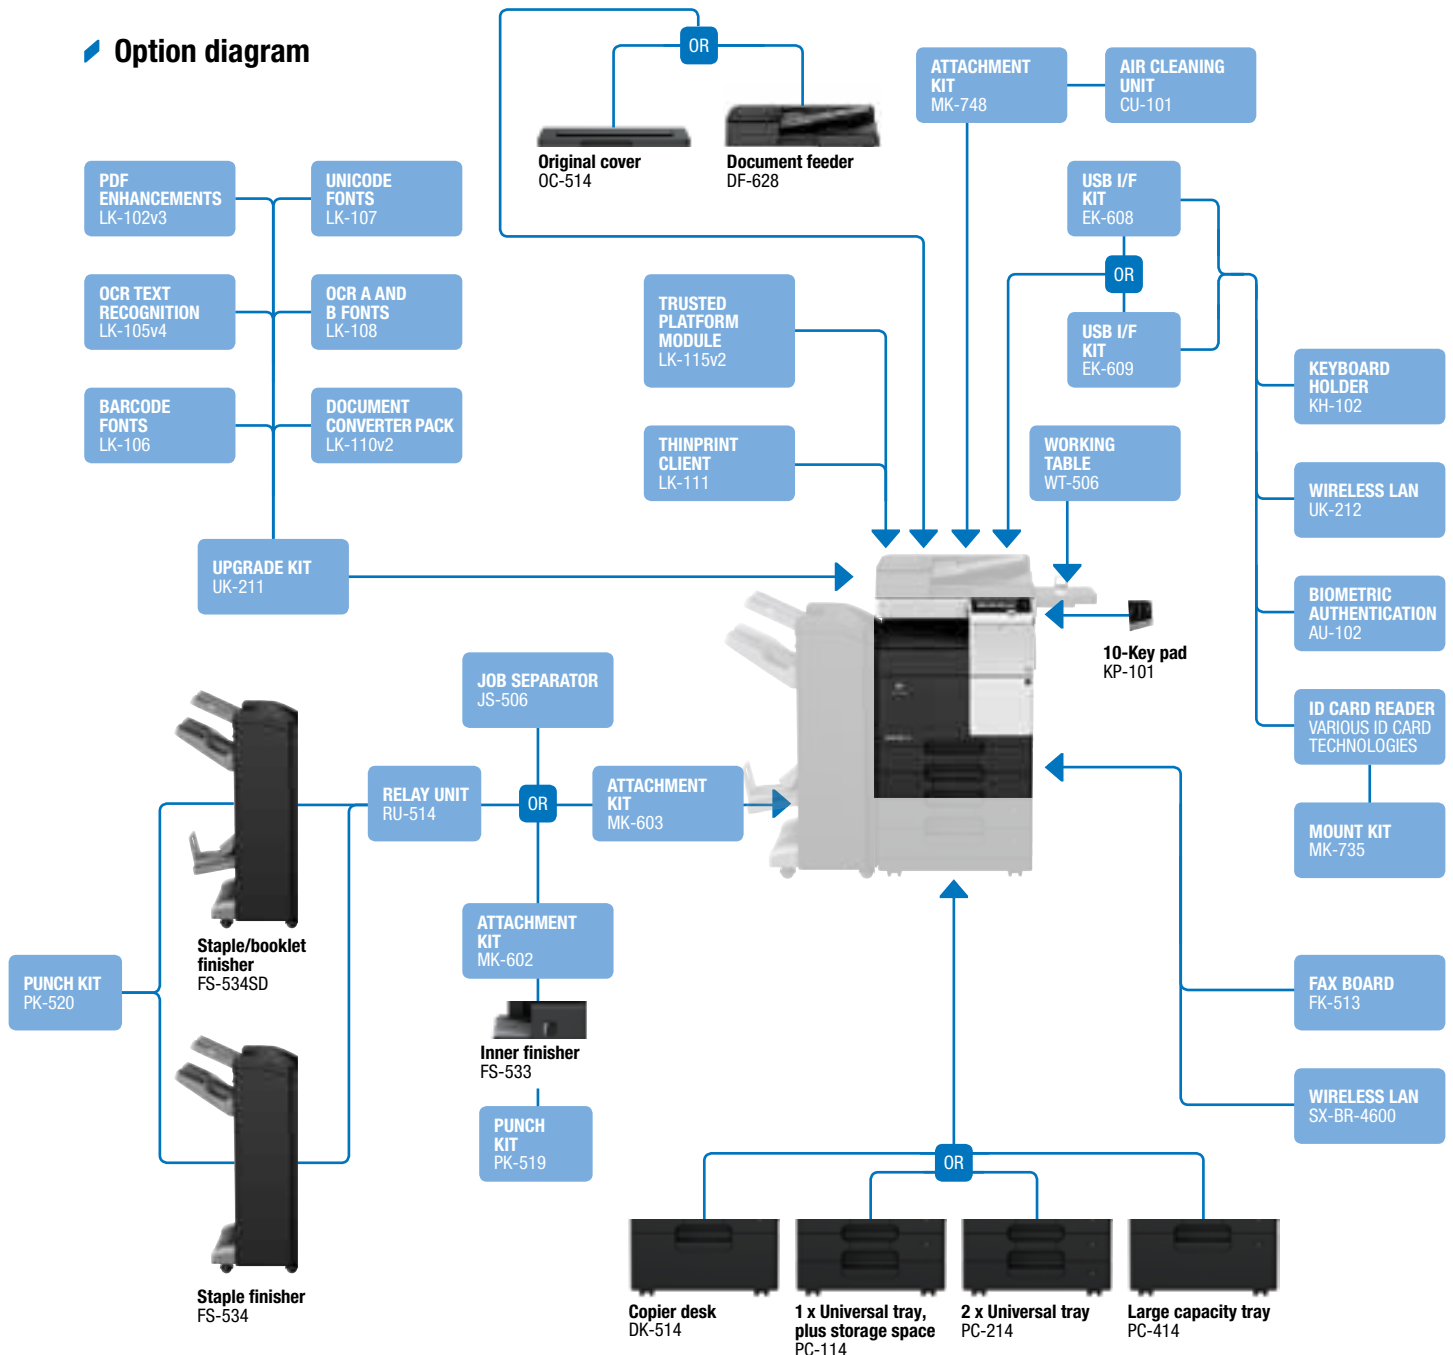 Option diagram
OR
ATTACHMENT
KIT
MK-748
AIR CLEANING
UNIT
CU-101
Original cover
OC-514
Document feeder
DF-628
PDF
ENHANCEMENTS
LK-102v3
UNICODE
FONTS
LK-107
USB I/F
KIT
EK-608
OR
USB I/F
KIT
EK-609
OCR TEXT
RECOGNITION
LK-105v4
OCR A AND
B FONTS
LK-108
TRUSTED
PLATFORM
MODULE
LK-115v2
KEYBOARD
HOLDER
KH-102
BARCODE
FONTS
LK-106
DOCUMENT
CONVERTER PACK
LK-110v2
THINPRINT
CLIENT
LK-111
WORKING
TABLE
WT-506
WIRELESS LAN
UK-212
UPGRADE KIT
UK-211
BIOMETRIC
AUTHENTICATION
AU-102
10-Key pad
KP-101
JOB SEPARATOR
JS-506
ID CARD READER
VARIOUS ID CARD
TECHNOLOGIES
RELAY UNIT
RU-514
OR
ATTACHMENT
KIT
MK-603
MOUNT KIT
MK-735
ATTACHMENT
KIT
MK-602
Staple/booklet
finisher
FS-534SD
PUNCH KIT
PK-520
FAX BOARD
FK-513
Inner finisher
FS-533
PUNCH
KIT
PK-519
WIRELESS LAN
SX-BR-4600
OR
Staple finisher
FS-534
Copier desk
DK-514
1 x Universal tray,
plus storage space
PC-114
2 x Universal tray
PC-214
Large capacity tray
PC-414